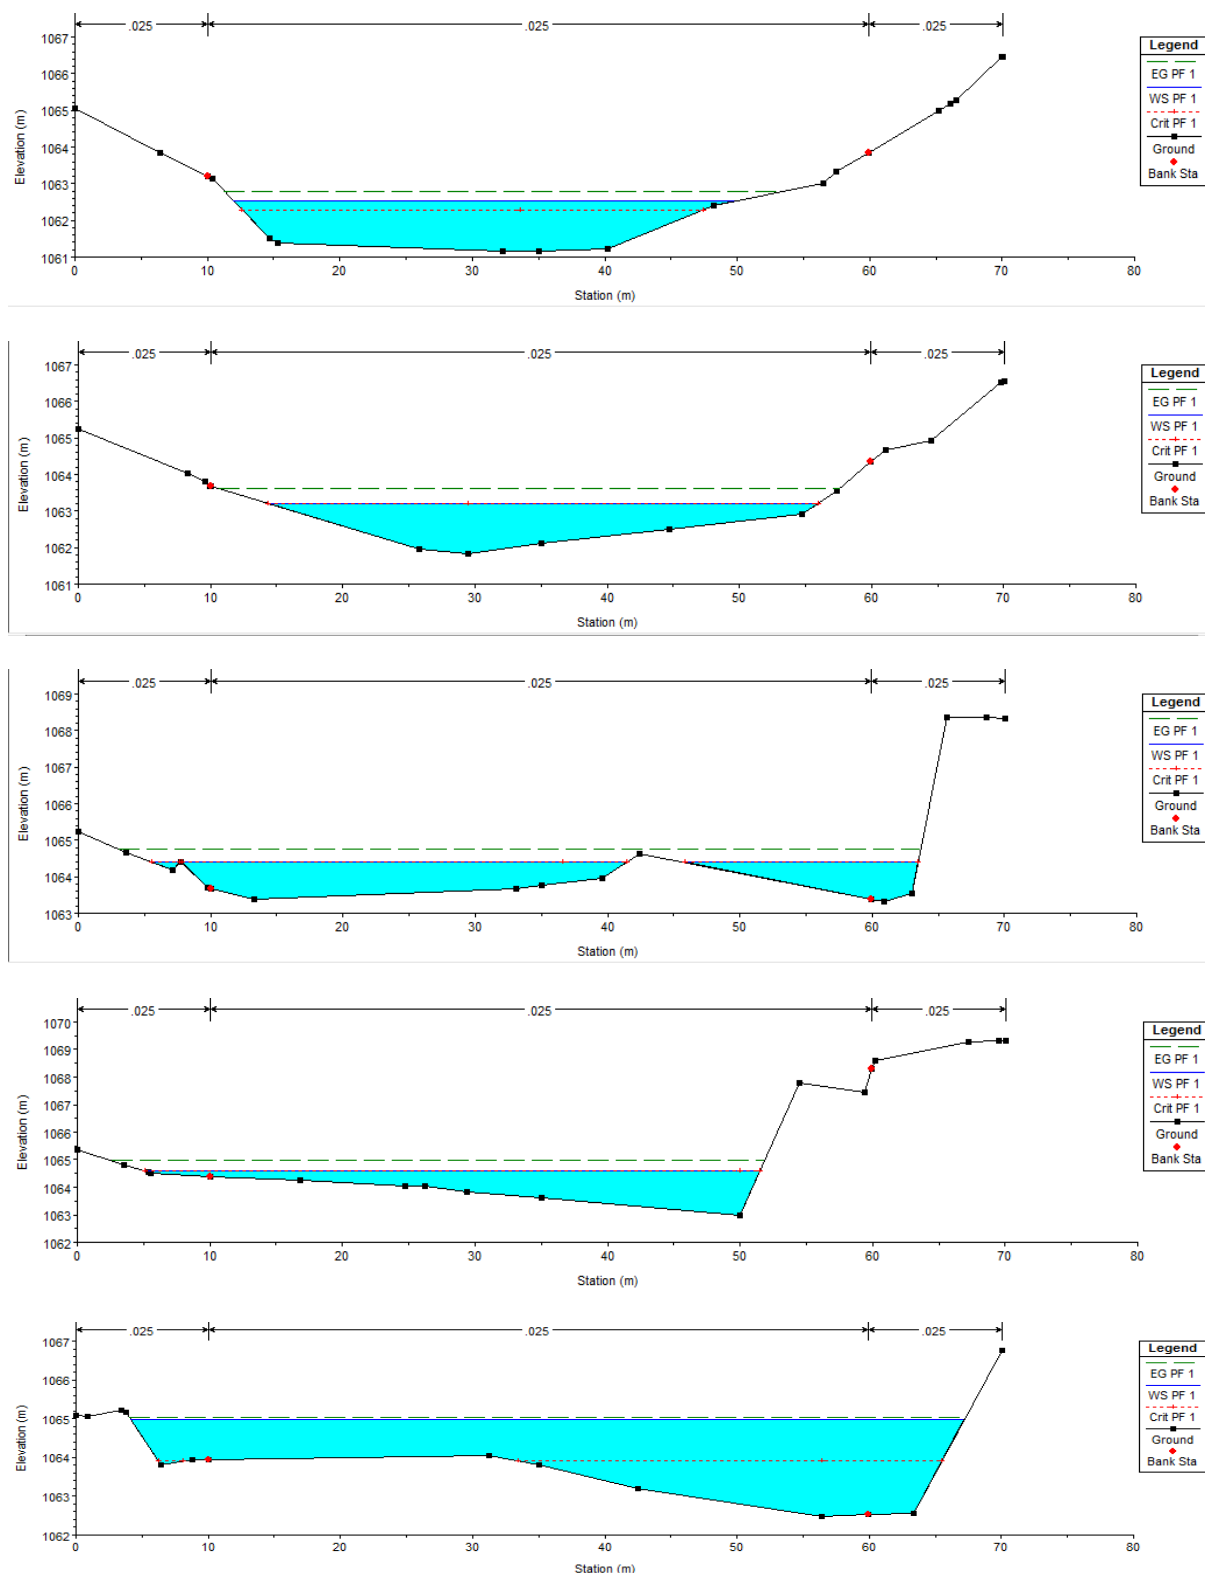 .025 .025 .025
Legend
EG PF 1
WS PF 1
Crit PF 1
Ground
Bank Sta
Elevation (m)
1067
1066
1065
1064
1063
1062
1061
0 10 20 30 40 50 60 70 80
Station (m)
.025 .025 .025
Legend
EG PF 1
WS PF 1
Crit PF 1
Ground
Bank Sta
Elevation (m)
1067
1066
1065
1064
1063
1062
1061
0 10 20 30 40 50 60 70 80
Station (m)
.025 .025 .025
Legend
EG PF 1
WS PF 1
Crit PF 1
Ground
Bank Sta
Elevation (m)
1069
1068
1067
1066
1065
1064
1063
0 10 20 30 40 50 60 70 80
Station (m)
.025 .025 .025
Legend
EG PF 1
WS PF 1
Crit PF 1
Ground
Bank Sta
Elevation (m)
1070
1069
1068
1067
1066
1065
1064
1063
1062
0 10 20 30 40 50 60 70 80
Station (m)
.025 .025 .025
Legend
EG PF 1
WS PF 1
Crit PF 1
Ground
Bank Sta
Elevation (m)
1067
1066
1065
1064
1063
1062
0 10 20 30 40 50 60 70 80
Station (m)